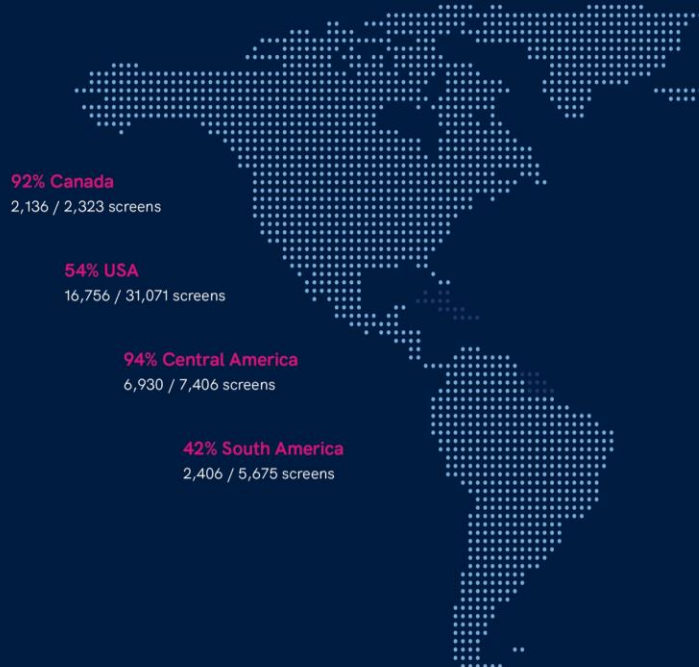 92% Canada
2,136 / 2,323 screens
54% USA
16,756 / 31,071 screens
94% Central America
6,930 / 7,406 screens
42% South America
2,406 / 5,675 screens